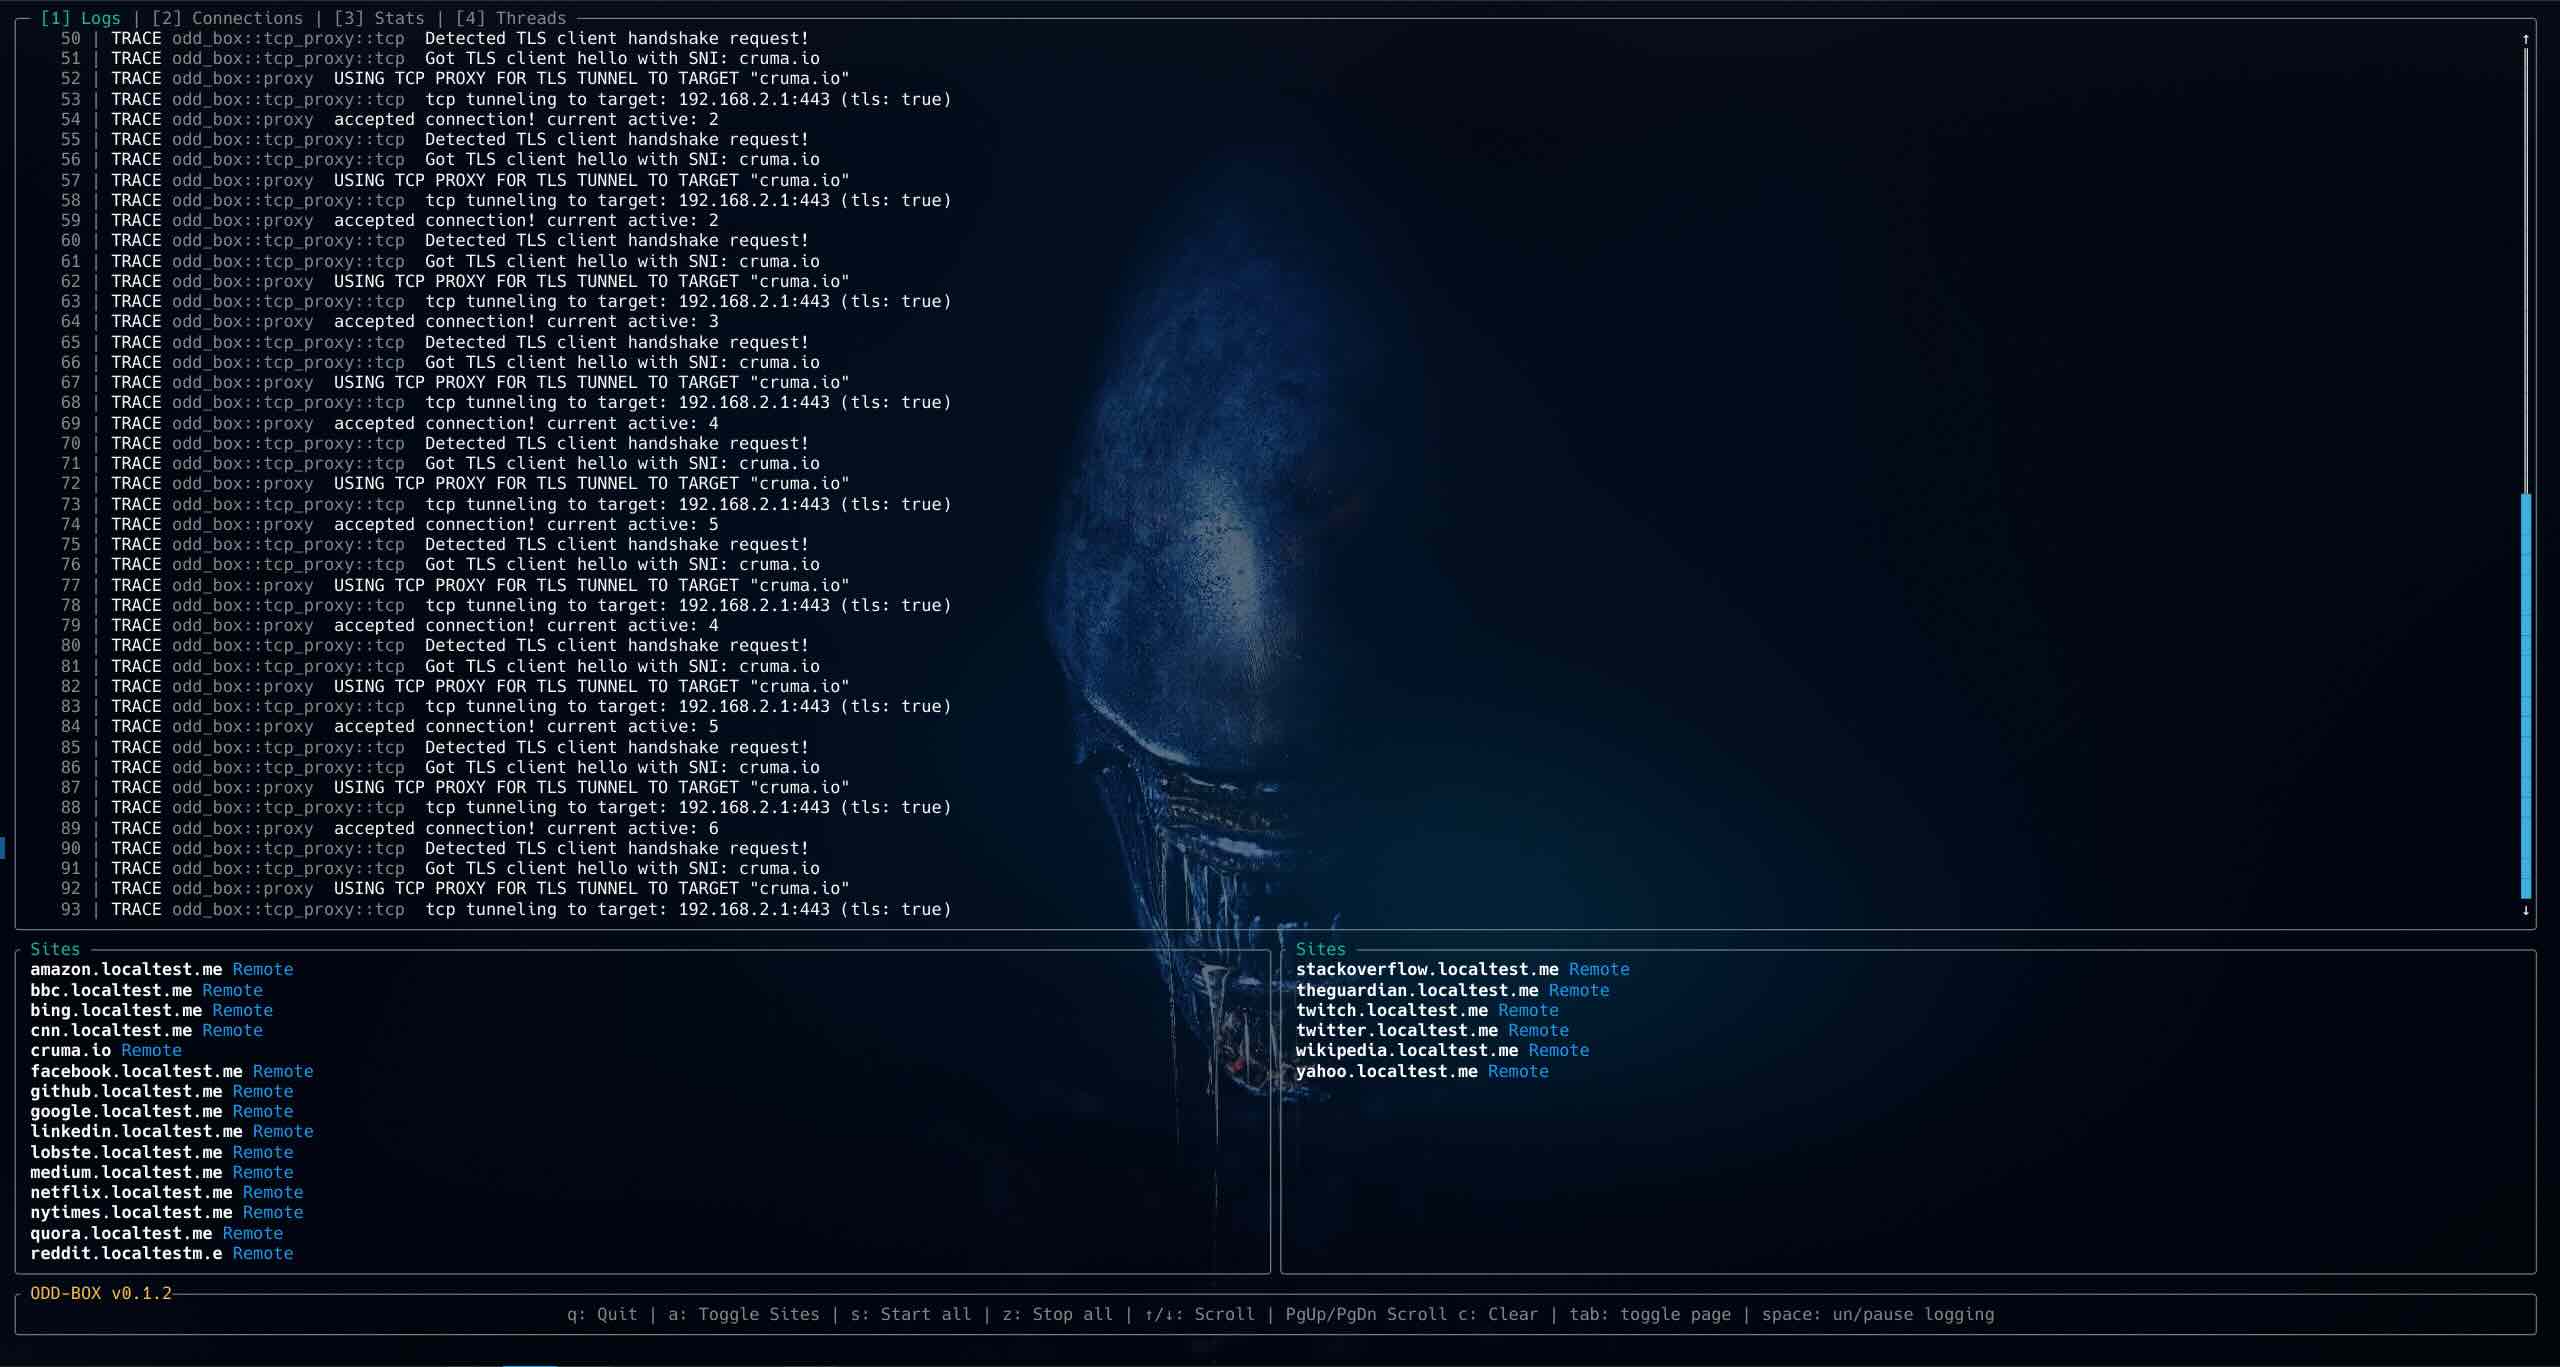 [1] Logs | [2] Connections | [3] Stats | [4] Threads
50 | TRACE odd_box::tcp_proxy::tcp  Detected TLS client handshake request!
51 | TRACE odd_box::tcp_proxy::tcp  Got TLS client hello with SNI: cruma.io
52 | TRACE odd_box::proxy  USING TCP PROXY FOR TLS TUNNEL TO TARGET "cruma.io"
53 | TRACE odd_box::tcp_proxy::tcp  tcp tunneling to target: 192.168.2.1:443 (tls: true)
54 | TRACE odd_box::proxy  accepted connection! current active: 2
55 | TRACE odd_box::tcp_proxy::tcp  Detected TLS client handshake request!
56 | TRACE odd_box::tcp_proxy::tcp  Got TLS client hello with SNI: cruma.io
57 | TRACE odd_box::proxy  USING TCP PROXY FOR TLS TUNNEL TO TARGET "cruma.io"
58 | TRACE odd_box::tcp_proxy::tcp  tcp tunneling to target: 192.168.2.1:443 (tls: true)
59 | TRACE odd_box::proxy  accepted connection! current active: 2
60 | TRACE odd_box::tcp_proxy::tcp  Detected TLS client handshake request!
61 | TRACE odd_box::tcp_proxy::tcp  Got TLS client hello with SNI: cruma.io
62 | TRACE odd_box::proxy  USING TCP PROXY FOR TLS TUNNEL TO TARGET "cruma.io"
63 | TRACE odd_box::tcp_proxy::tcp  tcp tunneling to target: 192.168.2.1:443 (tls: true)
64 | TRACE odd_box::proxy  accepted connection! current active: 3
65 | TRACE odd_box::tcp_proxy::tcp  Detected TLS client handshake request!
66 | TRACE odd_box::tcp_proxy::tcp  Got TLS client hello with SNI: cruma.io
67 | TRACE odd_box::proxy  USING TCP PROXY FOR TLS TUNNEL TO TARGET "cruma.io"
68 | TRACE odd_box::tcp_proxy::tcp  tcp tunneling to target: 192.168.2.1:443 (tls: true)
69 | TRACE odd_box::proxy  accepted connection! current active: 4
70 | TRACE odd_box::tcp_proxy::tcp  Detected TLS client handshake request!
71 | TRACE odd_box::tcp_proxy::tcp  Got TLS client hello with SNI: cruma.io
72 | TRACE odd_box::proxy  USING TCP PROXY FOR TLS TUNNEL TO TARGET "cruma.io"
73 | TRACE odd_box::tcp_proxy::tcp  tcp tunneling to target: 192.168.2.1:443 (tls: true)
74 | TRACE odd_box::proxy  accepted connection! current active: 5
75 | TRACE odd_box::tcp_proxy::tcp  Detected TLS client handshake request!
76 | TRACE odd_box::tcp_proxy::tcp  Got TLS client hello with SNI: cruma.io
77 | TRACE odd_box::proxy  USING TCP PROXY FOR TLS TUNNEL TO TARGET "cruma.io"
78 | TRACE odd_box::tcp_proxy::tcp  tcp tunneling to target: 192.168.2.1:443 (tls: true)
79 | TRACE odd_box::proxy  accepted connection! current active: 4
80 | TRACE odd_box::tcp_proxy::tcp  Detected TLS client handshake request!
81 | TRACE odd_box::tcp_proxy::tcp  Got TLS client hello with SNI: cruma.io
82 | TRACE odd_box::proxy  USING TCP PROXY FOR TLS TUNNEL TO TARGET "cruma.io"
83 | TRACE odd_box::tcp_proxy::tcp  tcp tunneling to target: 192.168.2.1:443 (tls: true)
84 | TRACE odd_box::proxy  accepted connection! current active: 5
85 | TRACE odd_box::tcp_proxy::tcp  Detected TLS client handshake request!
86 | TRACE odd_box::tcp_proxy::tcp  Got TLS client hello with SNI: cruma.io
87 | TRACE odd_box::proxy  USING TCP PROXY FOR TLS TUNNEL TO TARGET "cruma.io"
88 | TRACE odd_box::tcp_proxy::tcp  tcp tunneling to target: 192.168.2.1:443 (tls: true)
89 | TRACE odd_box::proxy  accepted connection! current active: 6
90 | TRACE odd_box::tcp_proxy::tcp  Detected TLS client handshake request!
91 | TRACE odd_box::tcp_proxy::tcp  Got TLS client hello with SNI: cruma.io
92 | TRACE odd_box::proxy  USING TCP PROXY FOR TLS TUNNEL TO TARGET "cruma.io"
93 | TRACE odd_box::tcp_proxy::tcp  tcp tunneling to target: 192.168.2.1:443 (tls: true)
Sites
amazon.localtest.me Remote
bbc.localtest.me Remote
bing.localtest.me Remote
cnn.localtest.me Remote
cruma.io Remote
facebook.localtest.me Remote
github.localtest.me Remote
google.localtest.me Remote
linkedin.localtest.me Remote
lobste.localtest.me Remote
medium.localtest.me Remote
netflix.localtest.me Remote
nytimes.localtest.me Remote
quora.localtest.me Remote
reddit.localtestm.e Remote
Sites
stackoverflow.localtest.me Remote
theguardian.localtest.me Remote
twitch.localtest.me Remote
twitter.localtest.me Remote
wikipedia.localtest.me Remote
yahoo.localtest.me Remote
ODD-BOX v0.1.2
q: Quit | a: Toggle Sites | s: Start all | z: Stop all | ↑/↓: Scroll | PgUp/PgDn Scroll c: Clear | tab: toggle page | space: un/pause logging